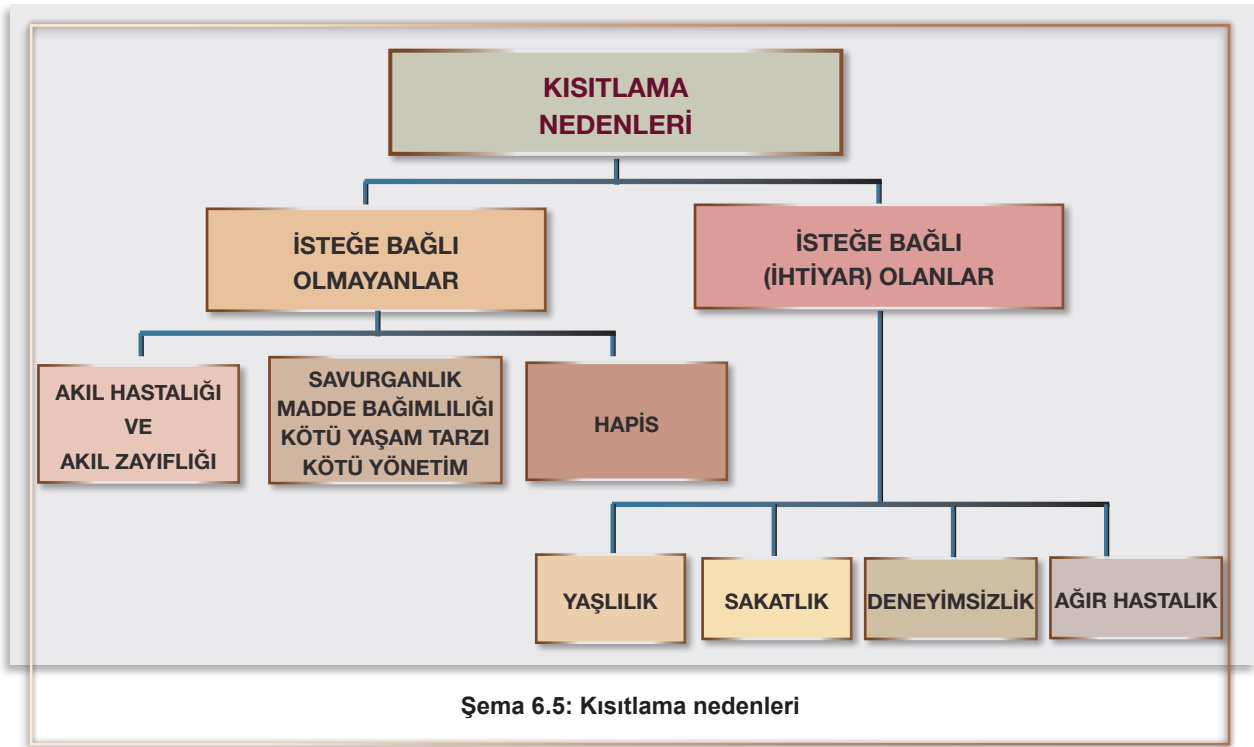 KISITLAMA
NEDENLERİ
İSTEĞE BAĞLI
OLMAYANLAR
İSTEĞE BAĞLI
(İHTİYAR) OLANLAR
AKIL HASTALIĞI
VE
AKIL ZAYIFLIĞI
SAVURGANLIK
MADDE BAĞIMLILIĞI
KÖTÜ YAŞAM TARZI
KÖTÜ YÖNETİM
HAPİS
YAŞLILIK
SAKATLIK
DENEYİMSİZLİK
AĞIR HASTALIK
Şema 6.5: Kısıtlama nedenleri